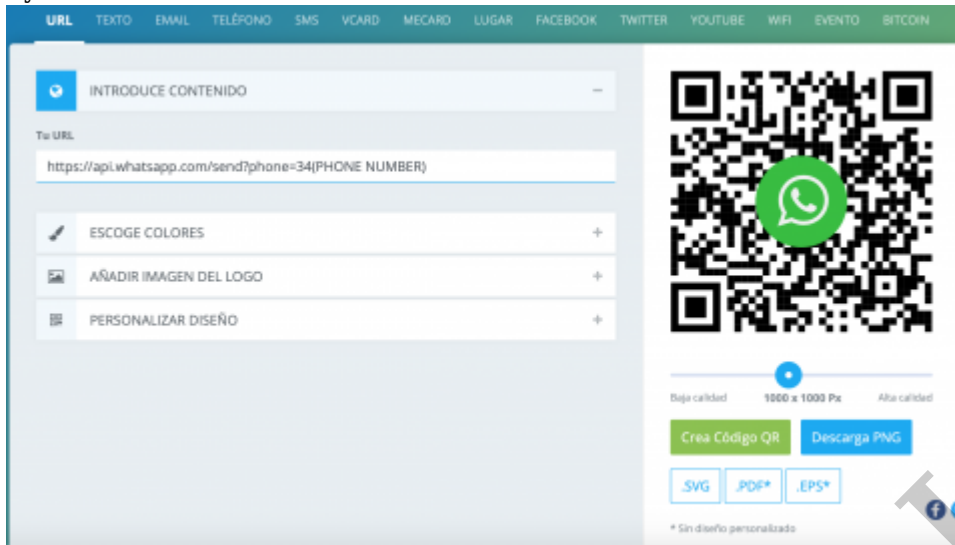 URL TEXTO EMAIL TELÉFONO SMS VCARD MECARD LUGAR FACEBOOK TWITTER YOUTUBE WIFI EVENTO BITCOIN
INTRODUCE CONTENIDO
Tu URL
https://api.whatsapp.com/send?phone=34(PHONE NUMBER)
ESCOGE COLORES
AÑADIR IMAGEN DEL LOGO
PERSONALIZAR DISEÑO
Baja calidad 1000 x 1000 Px Alta calidad
Crea Código QR Descarga PNG
.SVG .PDF* .EPS*
* Sin diseño personalizado